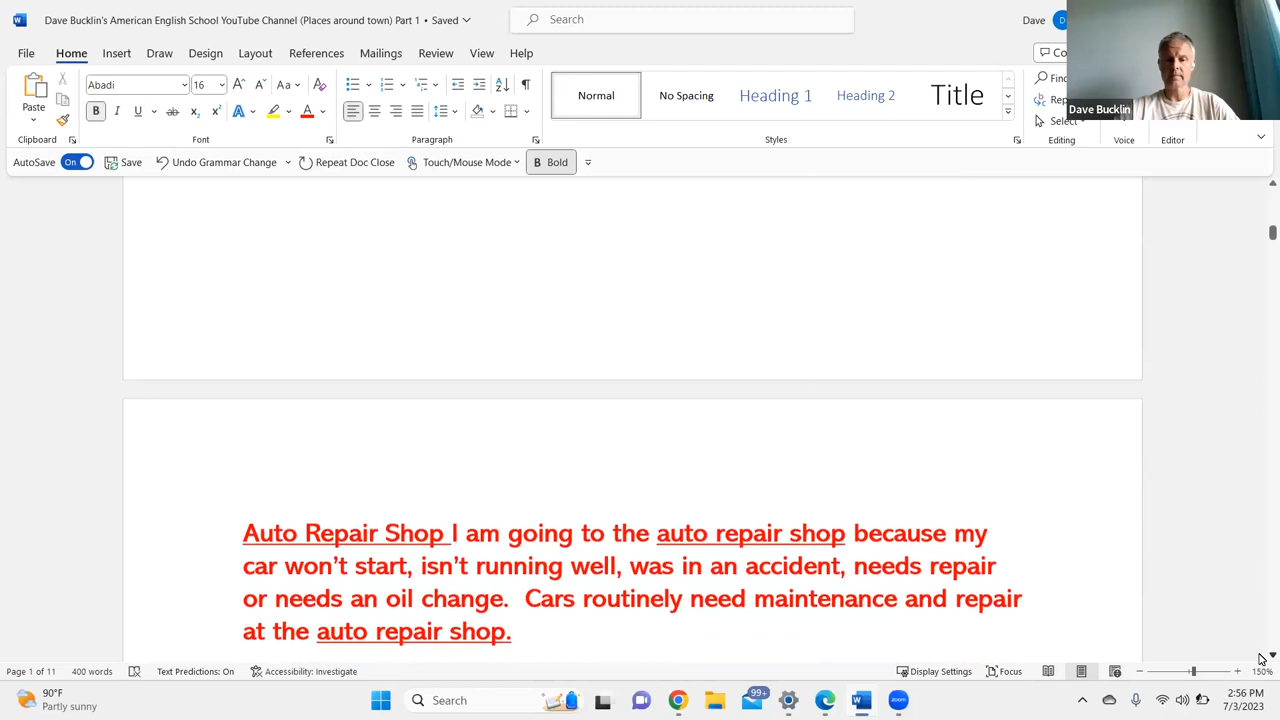 Dave Bucklin's American English School YouTube Channel (Places around town) Part 1 • Saved
Search
Dave
File Home Insert Draw Design Layout References Mailings Review View Help
Paste
Clipboard
Abadi 16
Font
Paragraph
Normal No Spacing Heading 1 Heading 2 Title
Styles
Select
Editing
Voice
Editor
Dave Bucklin
AutoSave On Save Undo Grammar Change Repeat Doc Close Touch/Mouse Mode B Bold
Auto Repair Shop I am going to the auto repair shop because my
car won't start, isn't running well, was in an accident, needs repair
or needs an oil change. Cars routinely need maintenance and repair
at the auto repair shop.
Page 1 of 11 400 words Text Predictions: On Accessibility: Investigate Display Settings Focus 150%
90°F
Partly sunny
Search
99+
2:56 PM
7/3/2023